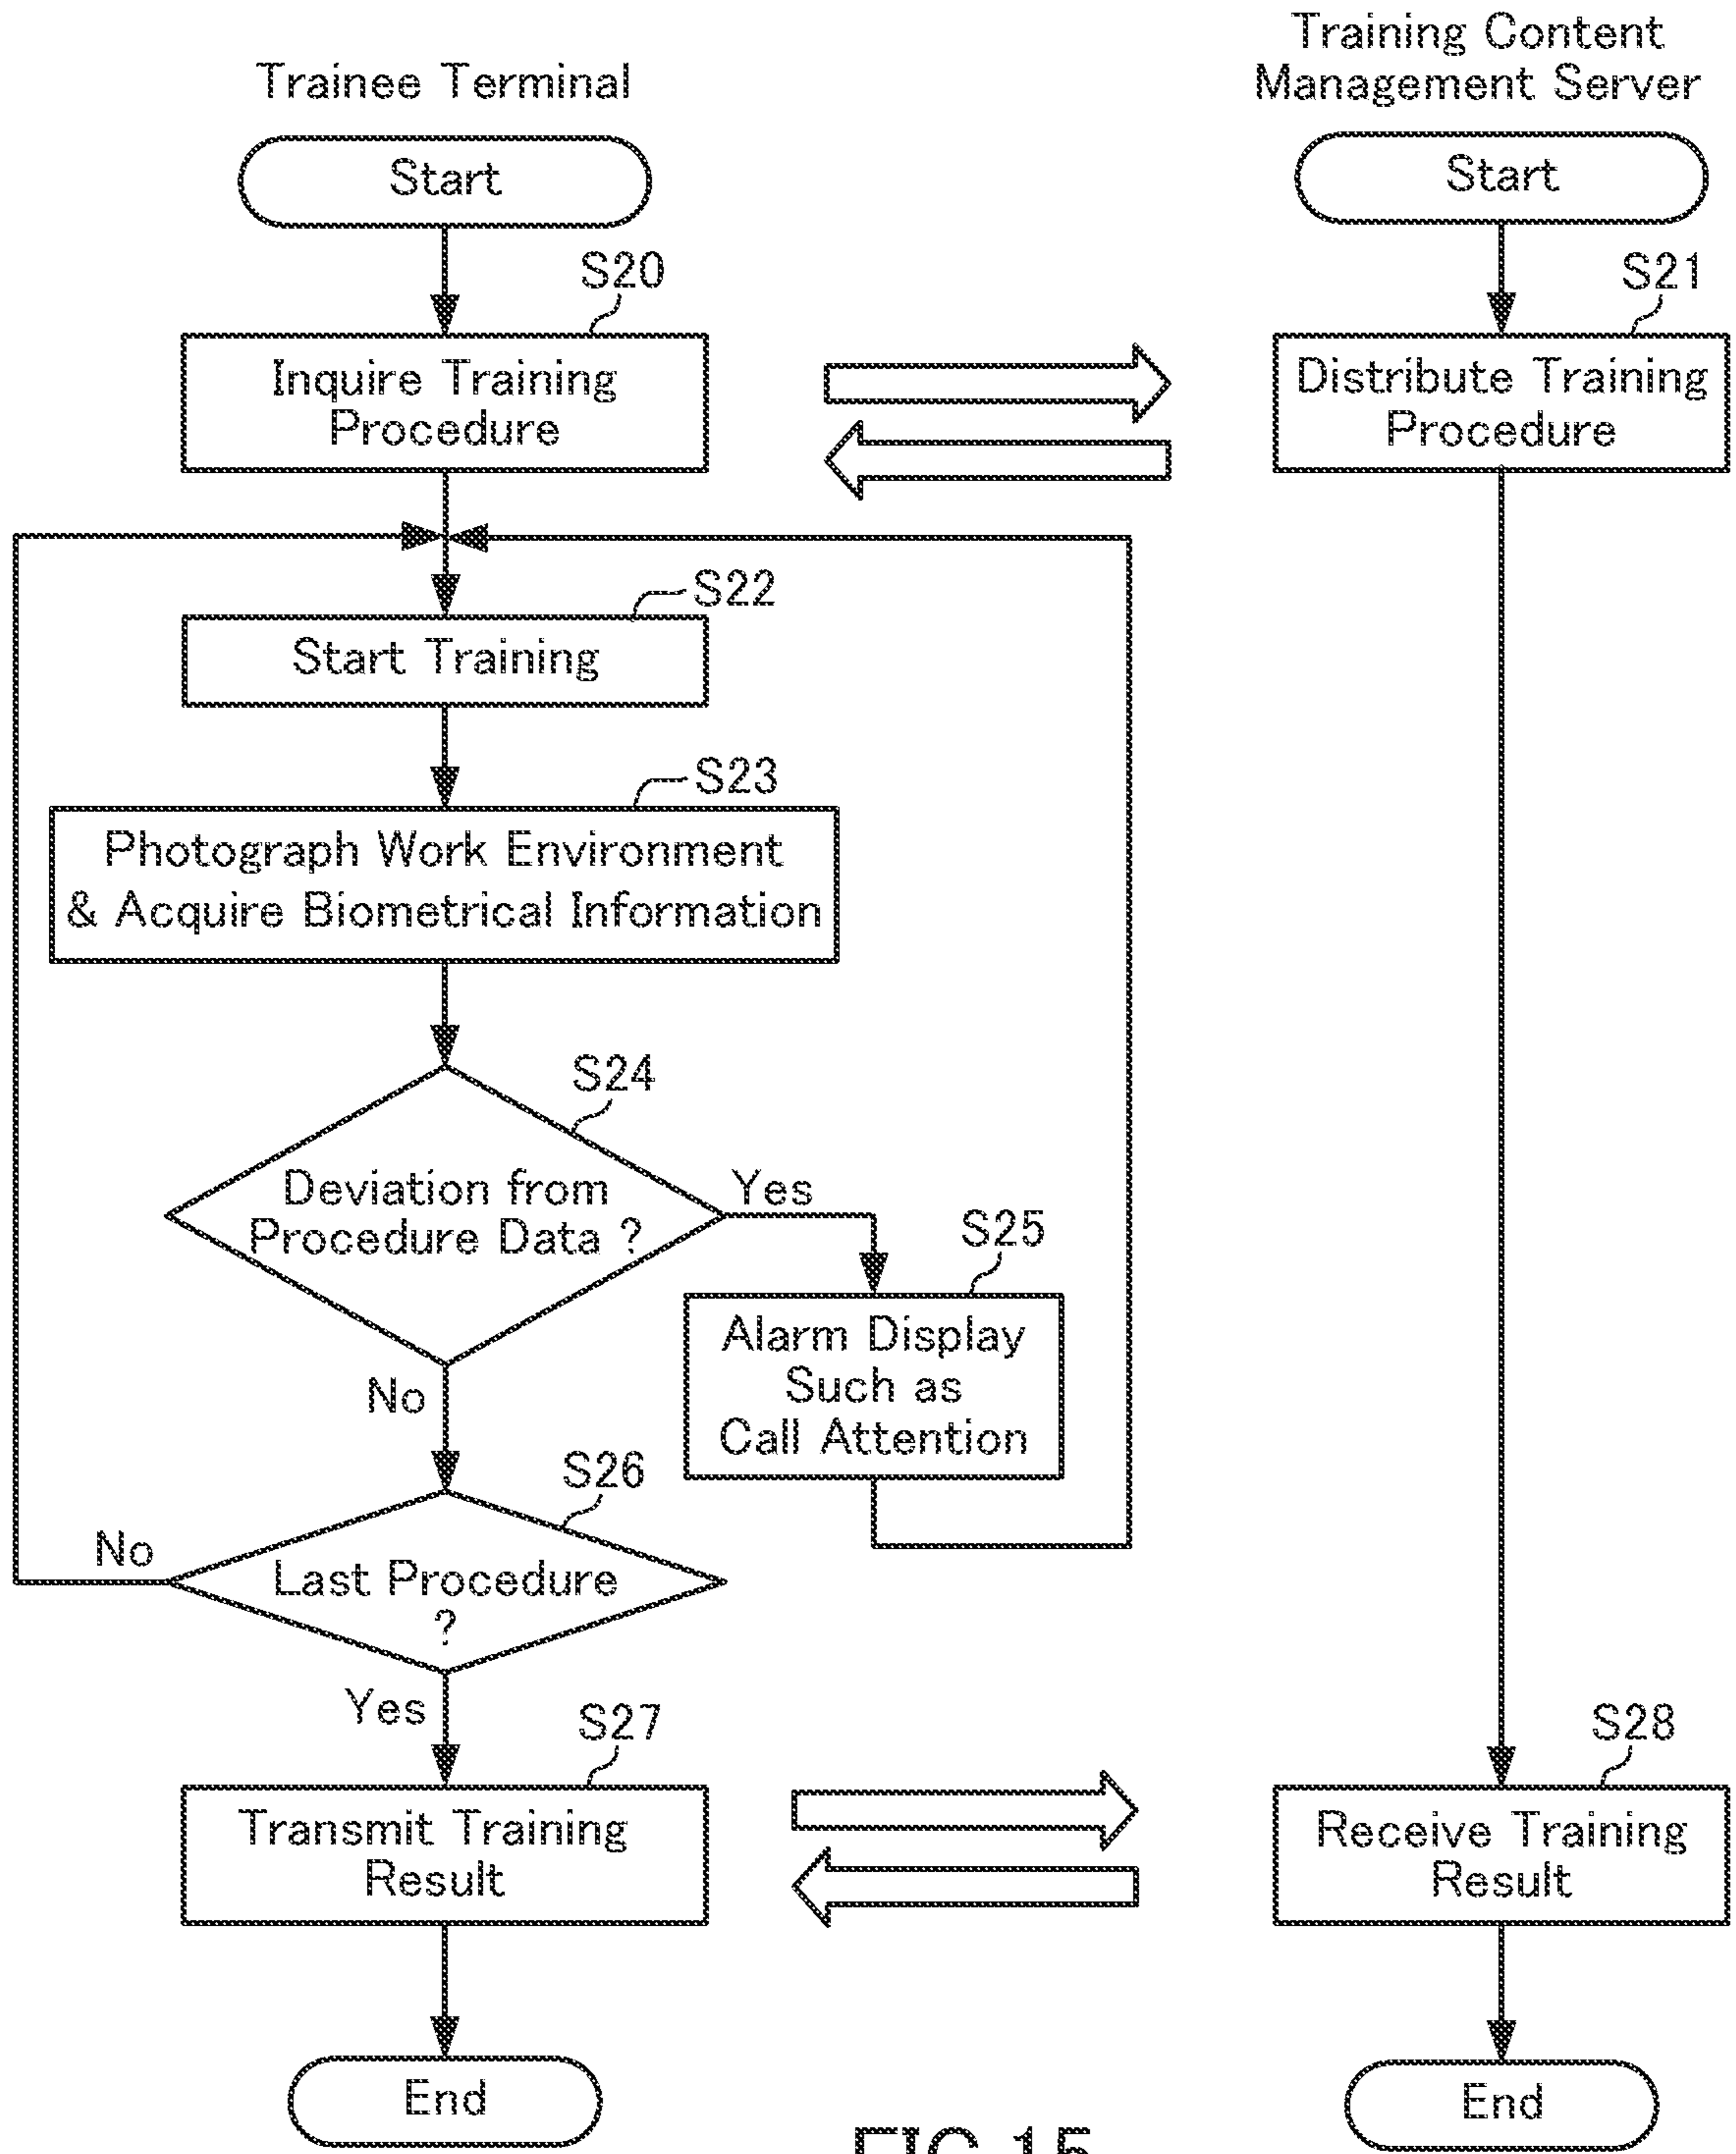 Trainee Terminal
Training Content
Management Server
Start
Start
S20
S21
Inquire Training
Procedure
Distribute Training
Procedure
S22
Start Training
S23
Photograph Work Environment
& Acquire Biometrical Information
S24
Deviation from
Procedure Data ?
Yes
S25
Alarm Display
Such as
Call Attention
No
S26
Last Procedure
?
No
Yes
S27
S28
Transmit Training
Result
Receive Training
Result
End
End
FIG.15